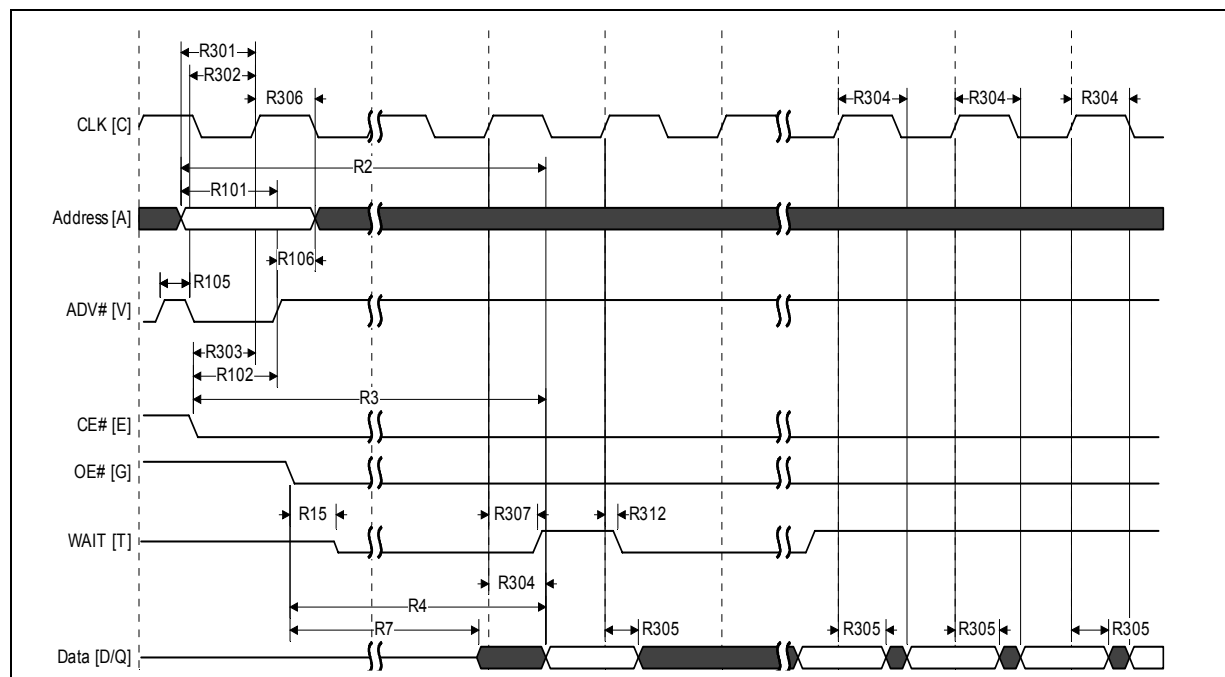 R301
R302
R306
R304 R304 R304
CLK [C]
R2
R101
Address [A]
R106
R105
ADV# [V]
R303
R102
R3
CE# [E]
OE# [G]
R15 R307 R312
WAIT [T]
R304
R4
R7 R305 R305 R305 R305
Data [D/Q]